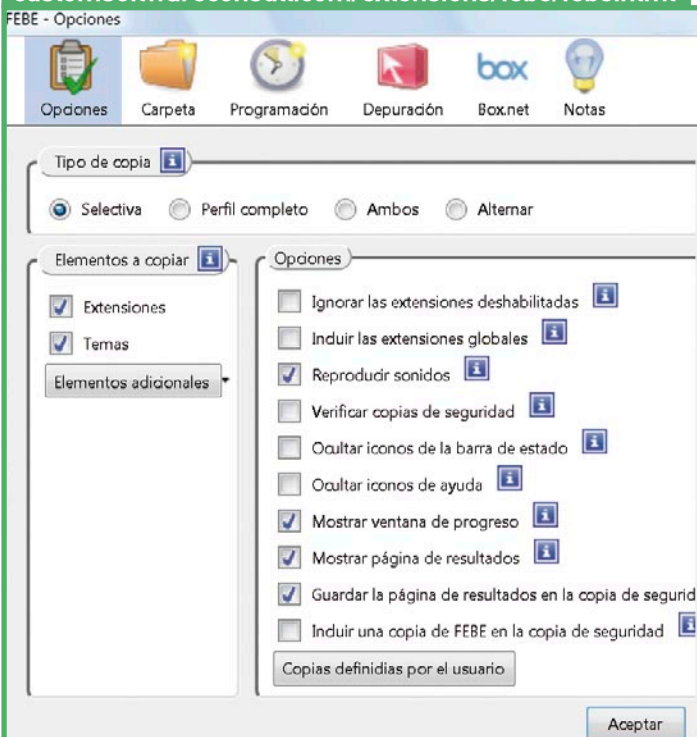 FEBE - Opciones
Opciones
Carpeta
Programación
Depuración
box
Box.net
Notas
Tipo de copia
Selectiva
Perfil completo
Ambos
Alternar
Elementos a copiar
Extensiones
Temas
Elementos adicionales
Opciones
Ignorar las extensiones deshabilitadas
Induir las extensiones globales
Reproducir sonidos
Verificar copias de seguridad
Ocultar iconos de la barra de estado
Ocultar iconos de ayuda
Mostrar ventana de progreso
Mostrar página de resultados
Guardar la página de resultados en la copia de segurid
Induir una copia de FEBE en la copia de seguridad
Copias definidias por el usuario
Aceptar